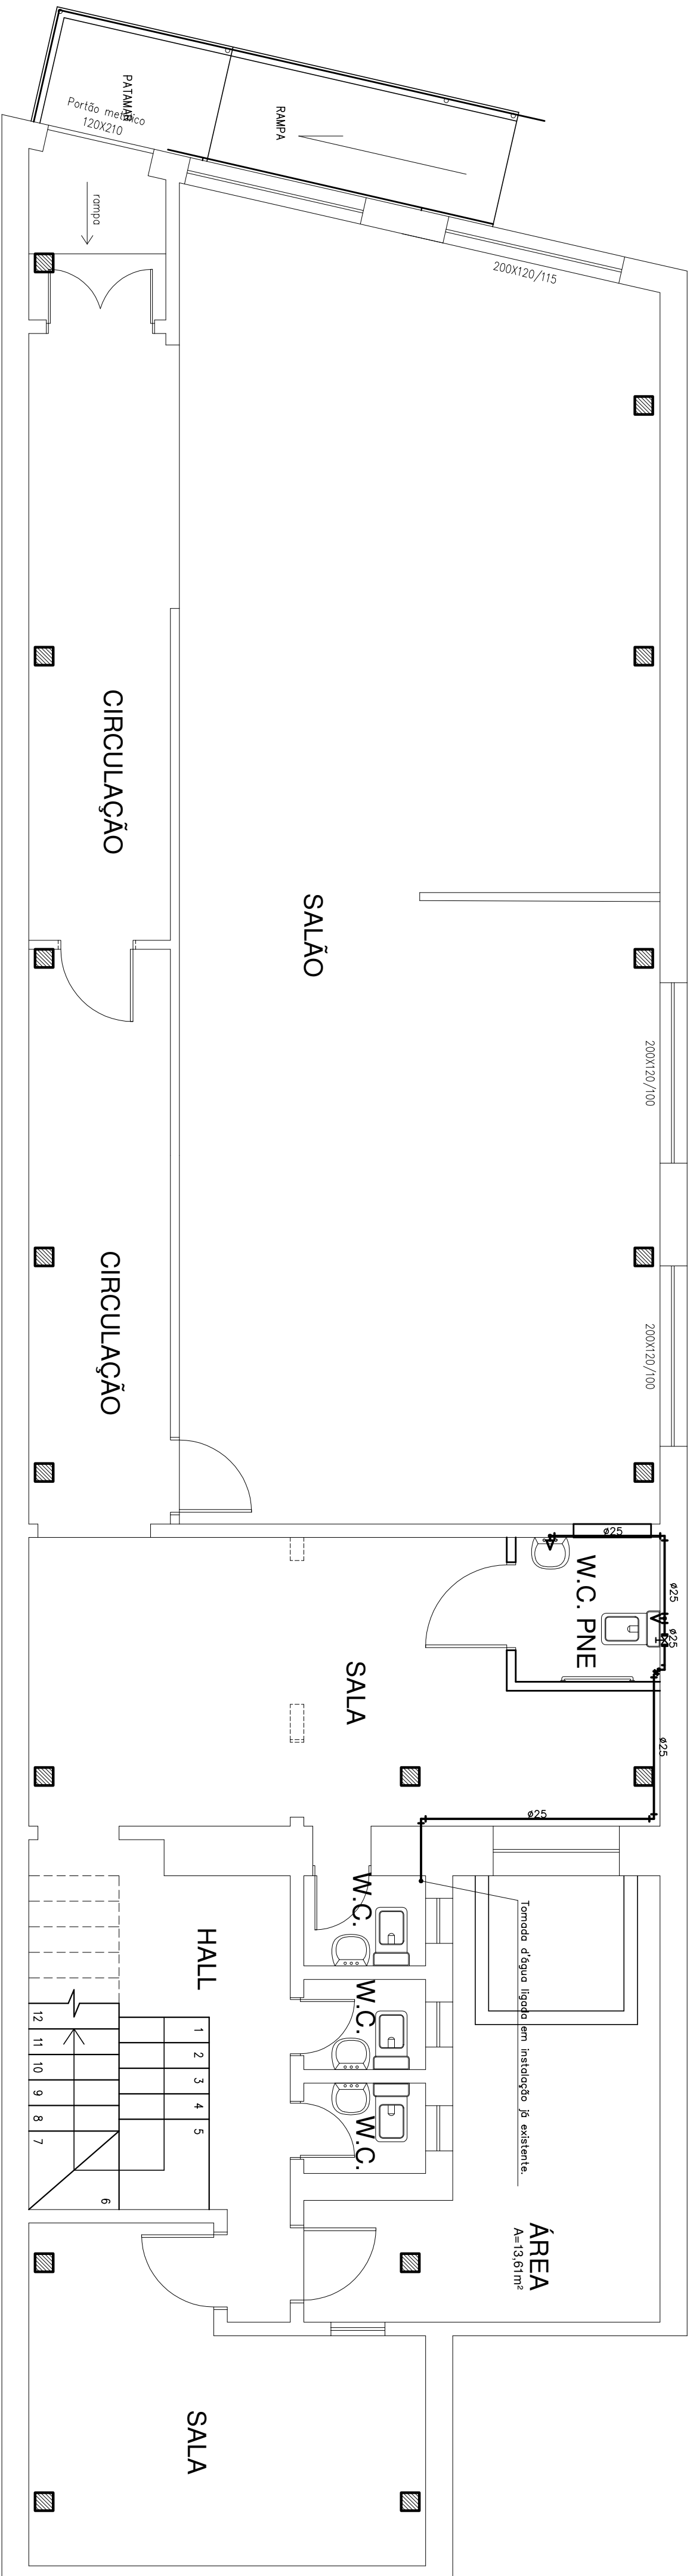 PATAMAR
Portão metálico
120X210
RAMPA
rampa
200X120/115
CIRCULAÇÃO
SALÃO
200X120/100
CIRCULAÇÃO
200X120/100
ø25
W.C. PNE
ø25
ø25
SALA
ø25
ø25
W.C.
Tomada d'água ligada em instalação já existente.
HALL
W.C.
W.C.
1
2
3
4
5
6
7
8
9
10
11
12
ÁREA
A=13,61m²
SALA